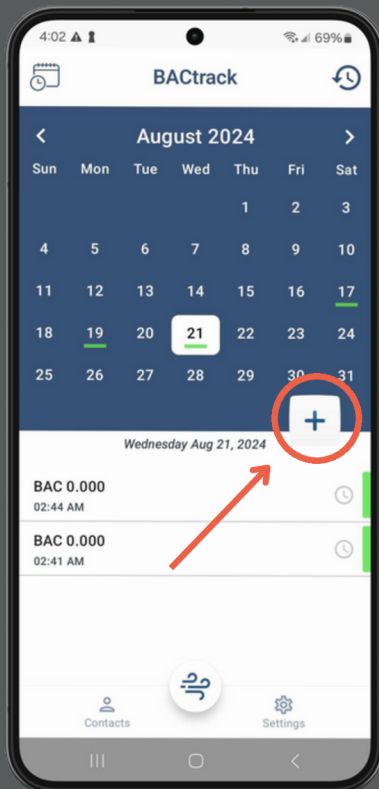 4:02 69%
BACtrack
August 2024
Sun Mon Tue Wed Thu Fri Sat
1 2 3
4 5 6 7 8 9 10
11 12 13 14 15 16 17
18 19 20 21 22 23 24
25 26 27 28 29 30 31
+
Wednesday Aug 21, 2024
BAC 0.000
02:44 AM
BAC 0.000
02:41 AM
Contacts Settings